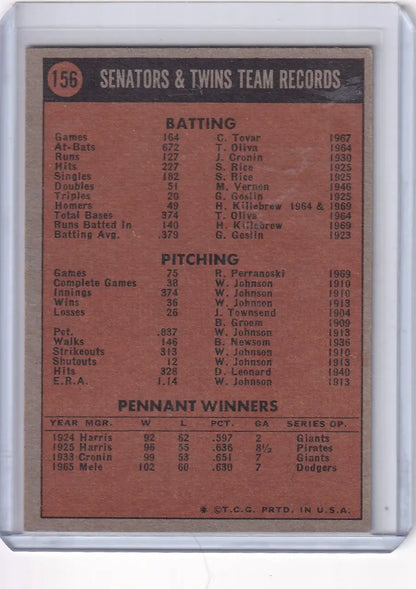 156 SENATORS & TWINS TEAM RECORDS
BATTING
Games 164 C. Tovar 1967
At-Bats 672 T. Oliva 1964
Runs 127 J. Cronin 1930
Hits 227 S. Rice 1925
Singles 182 S. Rice 1925
Doubles 51 M. Vernon 1946
Triples 20 G. Goslin 1925
Homers 49 H. Killebrew 1964 & 1969
Total Bases 374 T. Oliva 1964
Runs Batted In 140 H. Killebrew 1969
Batting Avg. .379 G. Goslin 1923
PITCHING
Games 75 R. Perranoski 1969
Complete Games 38 W. Johnson 1910
Innings 374 W. Johnson 1910
Wins 36 W. Johnson 1913
Losses 26 J. Townsend 1904
B. Groom 1909
Pct. .837 W. Johnson 1913
Walks 146 B. Newsom 1936
Strikeouts 313 W. Johnson 1910
Shutouts 12 W. Johnson 1913
Hits 328 D. Leonard 1940
E.R.A. 1.14 W. Johnson 1913
PENNANT WINNERS
YEAR MGR. W L PCT. GA SERIES OP.
1924 Harris 92 62 .597 2 Giants
1925 Harris 96 55 .636 8½ Pirates
1933 Cronin 99 53 .651 7 Giants
1965 Mele 102 60 .630 7 Dodgers
✱ ©T.C.G. PRTD. IN U.S.A.